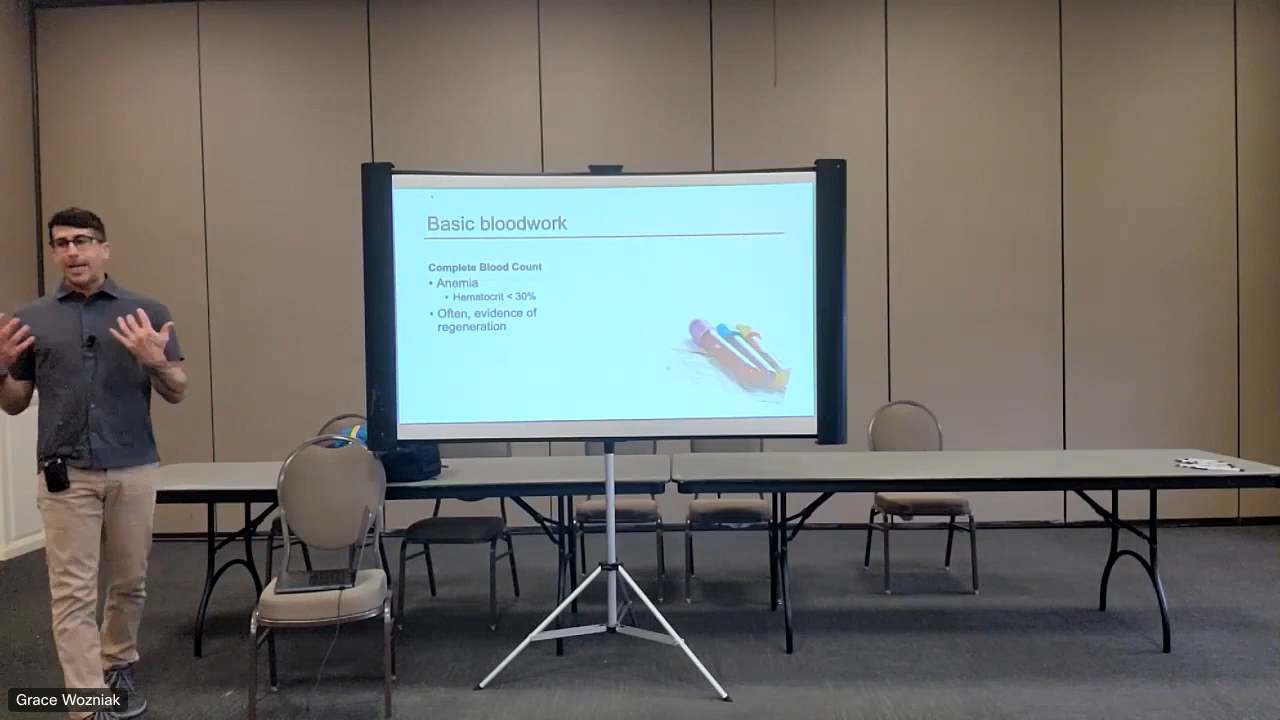 Basic bloodwork
Complete Blood Count
• Anemia
• Hematocrit < 30%
• Often, evidence of
regeneration
Grace Wozniak